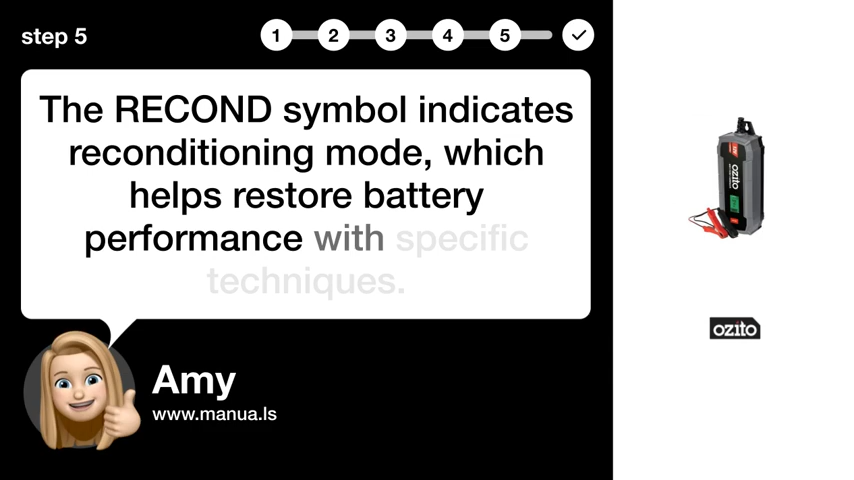 step 5
1 2 3 4 5
The RECOND symbol indicates
reconditioning mode, which
helps restore battery
performance with specific
techniques.
Amy
www.manua.ls
ozito
ozito